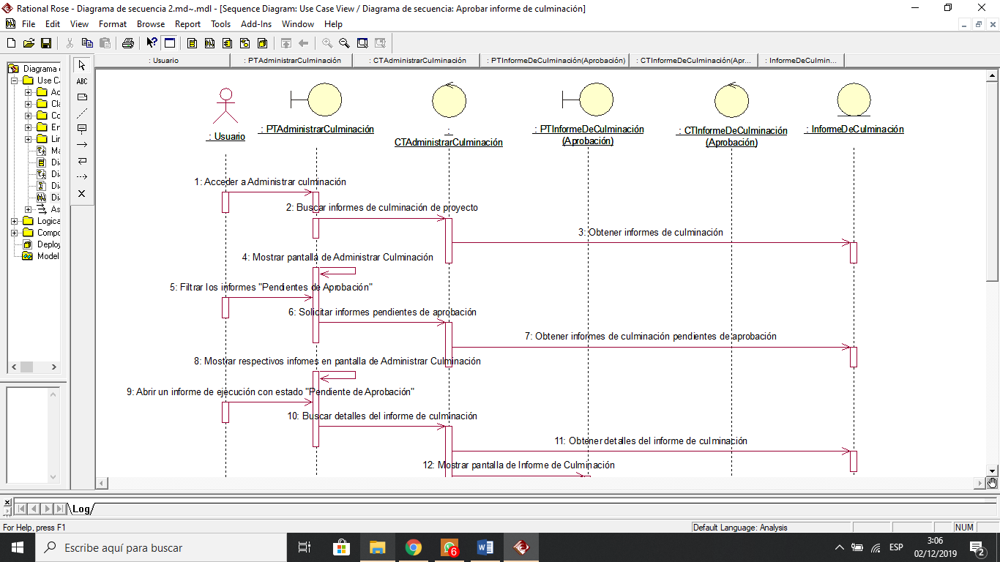 Rational Rose - Diagrama de secuencia 2.md~.mdl - [Sequence Diagram: Use Case View / Diagrama de secuencia: Aprobar informe de culminación]
File Edit View Format Browse Report Tools Add-Ins Window Help
: Usuario : PTAdministrarCulminación : CTAdministrarCulminación : PTInformeDeCulminación(Aprobación) : CTInformeDeCulminación(Apr... : InformeDeCulmin...
Diagrama
Use Ca
Ac
Cla
Co
En
Lin
Ma
Dia
Dia
Dia
Dia
As
Logica
Compo
Deploy
Model
ABC
: Usuario
: PTAdministrarCulminación
:
CTAdministrarCulminación
: PTInformeDeCulminación
(Aprobación)
: CTInformeDeCulminación
(Aprobación)
: InformeDeCulminación
1: Acceder a Administrar culminación
2: Buscar informes de culminación de proyecto
3: Obtener informes de culminación
4: Mostrar pantalla de Administrar Culminación
5: Filtrar los informes "Pendientes de Aprobación"
6: Solicitar informes pendientes de aprobación
7: Obtener informes de culminación pendientes de aprobación
8: Mostrar respectivos infomes en pantalla de Administrar Culminación
9: Abrir un informe de ejecución con estado "Pendiente de Aprobación"
10: Buscar detalles del informe de culminación
11: Obtener detalles del informe de culminación
12: Mostrar pantalla de Informe de Culminación
Log
For Help, press F1
Default Language: Analysis
NUM
Escribe aquí para buscar
6
ESP
3:06
02/12/2019
2